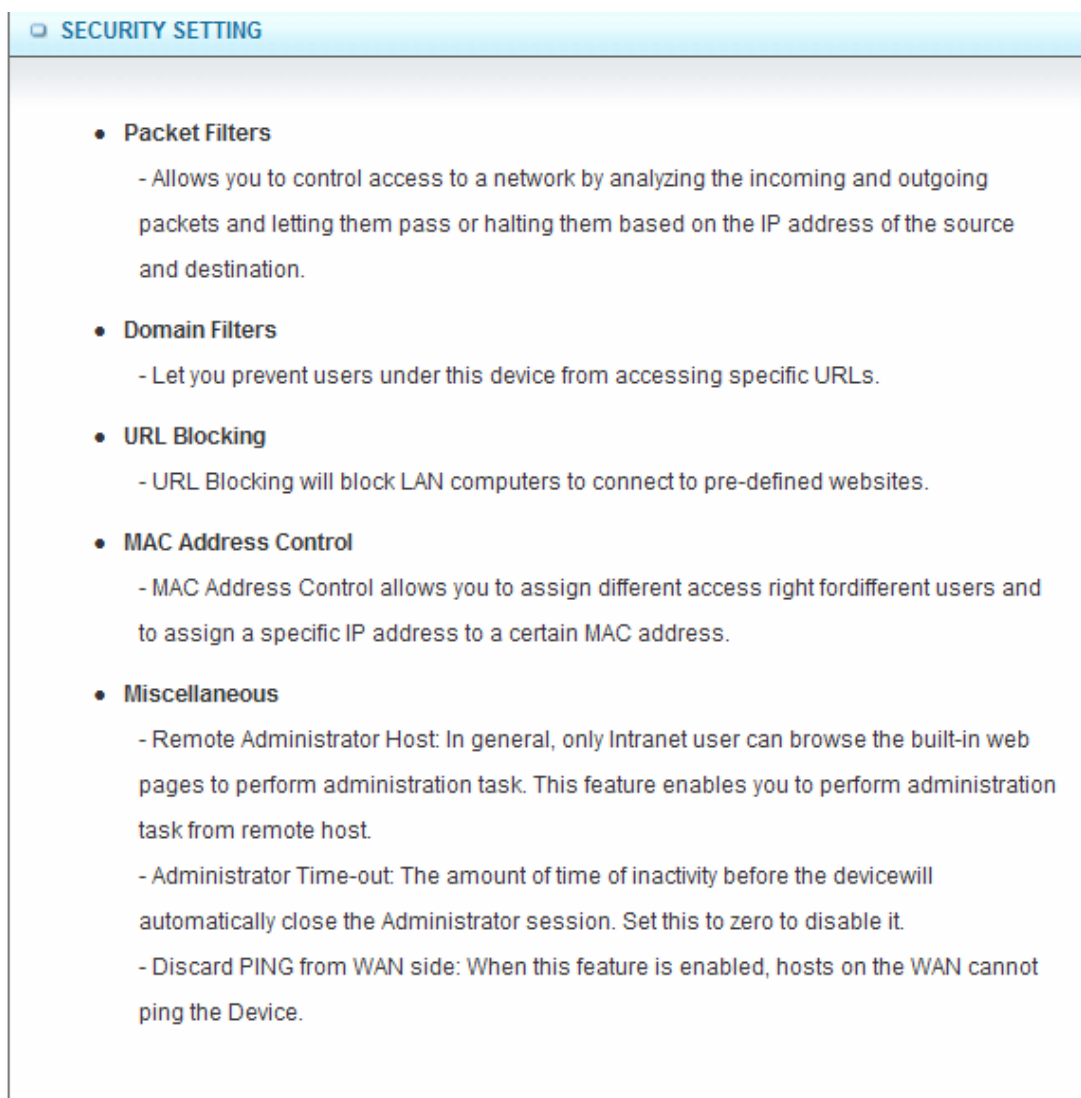 SECURITY SETTING
● Packet Filters
- Allows you to control access to a network by analyzing the incoming and outgoing
packets and letting them pass or halting them based on the IP address of the source
and destination.
● Domain Filters
- Let you prevent users under this device from accessing specific URLs.
● URL Blocking
- URL Blocking will block LAN computers to connect to pre-defined websites.
● MAC Address Control
- MAC Address Control allows you to assign different access right fordifferent users and
to assign a specific IP address to a certain MAC address.
● Miscellaneous
- Remote Administrator Host: In general, only Intranet user can browse the built-in web
pages to perform administration task. This feature enables you to perform administration
task from remote host.
- Administrator Time-out: The amount of time of inactivity before the devicewill
automatically close the Administrator session. Set this to zero to disable it.
- Discard PING from WAN side: When this feature is enabled, hosts on the WAN cannot
ping the Device.